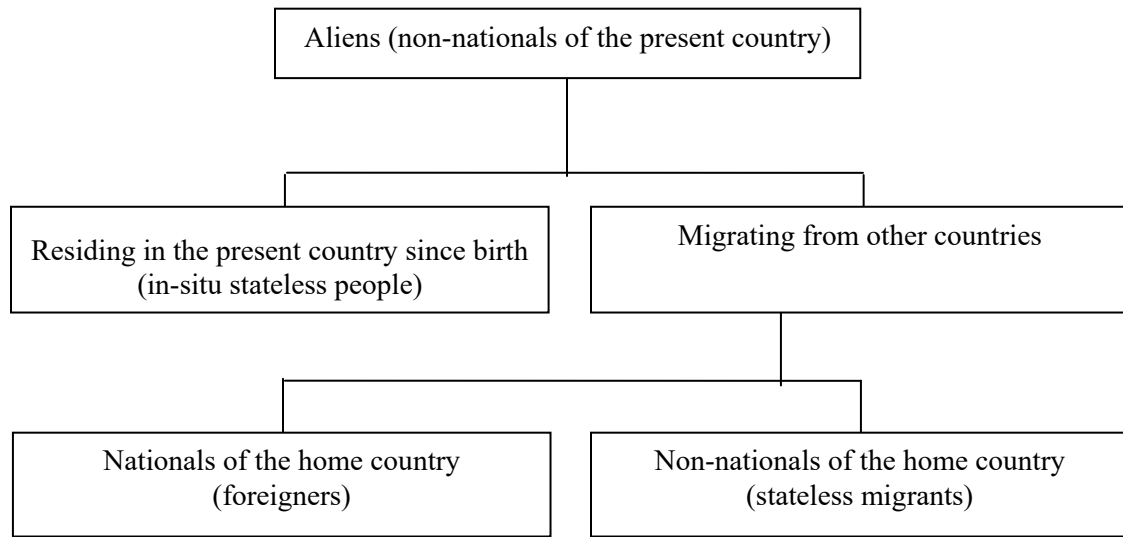 Aliens (non-nationals of the present country)
Residing in the present country since birth
(in-situ stateless people)
Migrating from other countries
Nationals of the home country
(foreigners)
Non-nationals of the home country
(stateless migrants)